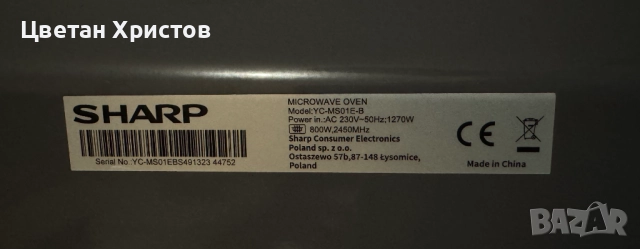 Цветан Христов
SHARP
Serial No.:YC-MS01EBS491323 44752
MICROWAVE OVEN
Model:YC-MS01E-B
Power in.:AC 230V~50Hz;1270W
800W,2450MHz
Sharp Consumer Electronics
Poland sp. z o.o.
Ostaszewo 57b,87-148 Łysomice,
Poland
CE
Made in China
BAZAR